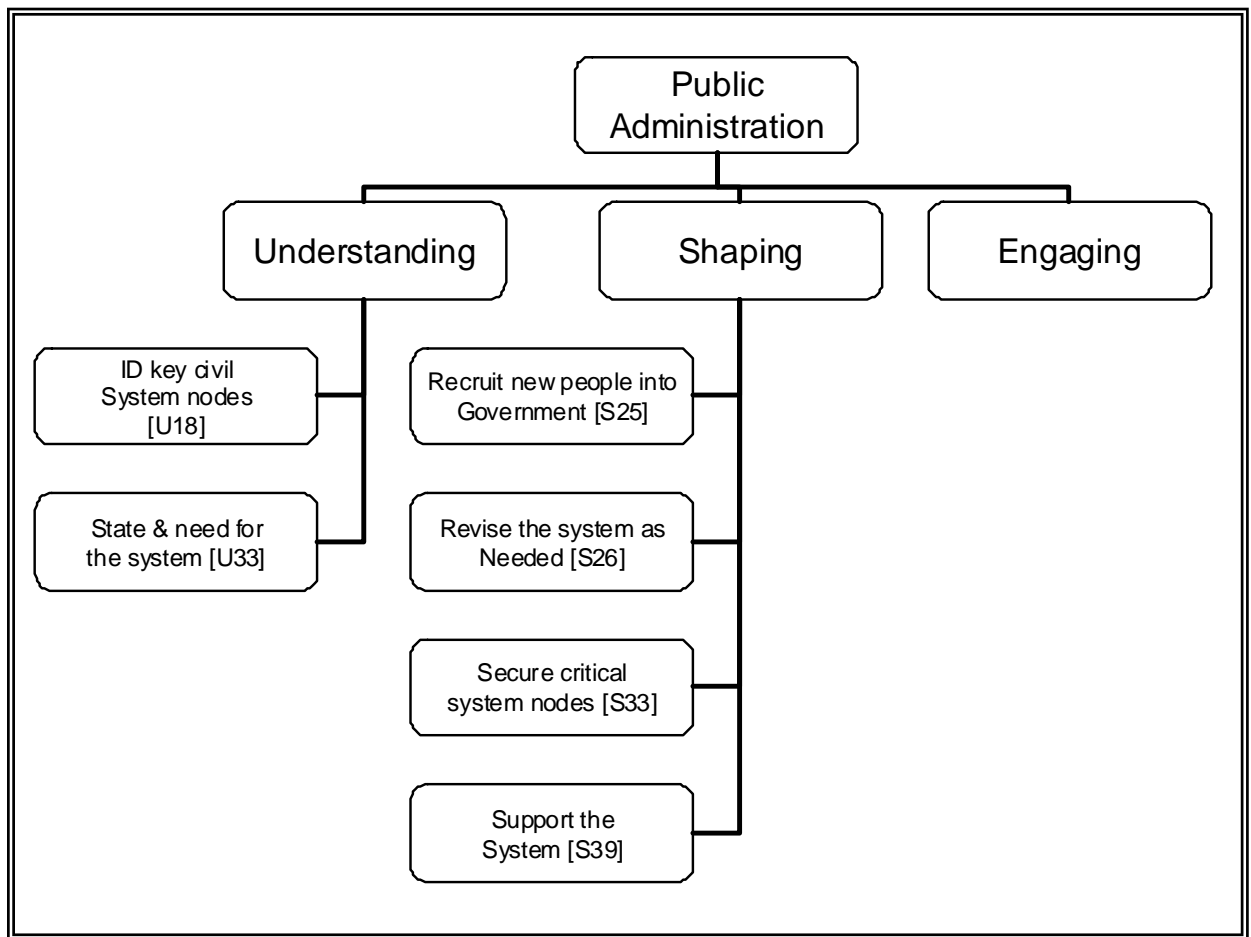 Public
Administration
Understanding
Shaping
Engaging
ID key civil
System nodes
[U18]
State & need for
the system [U33]
Recruit new people into
Government [S25]
Revise the system as
Needed [S26]
Secure critical
system nodes [S33]
Support the
System [S39]